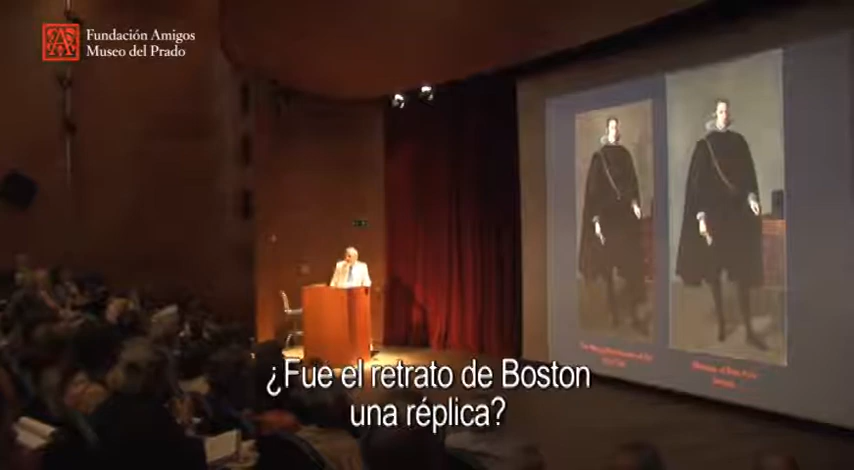 Fundación Amigos
Museo del Prado
¿Fue el retrato de Boston
una réplica?